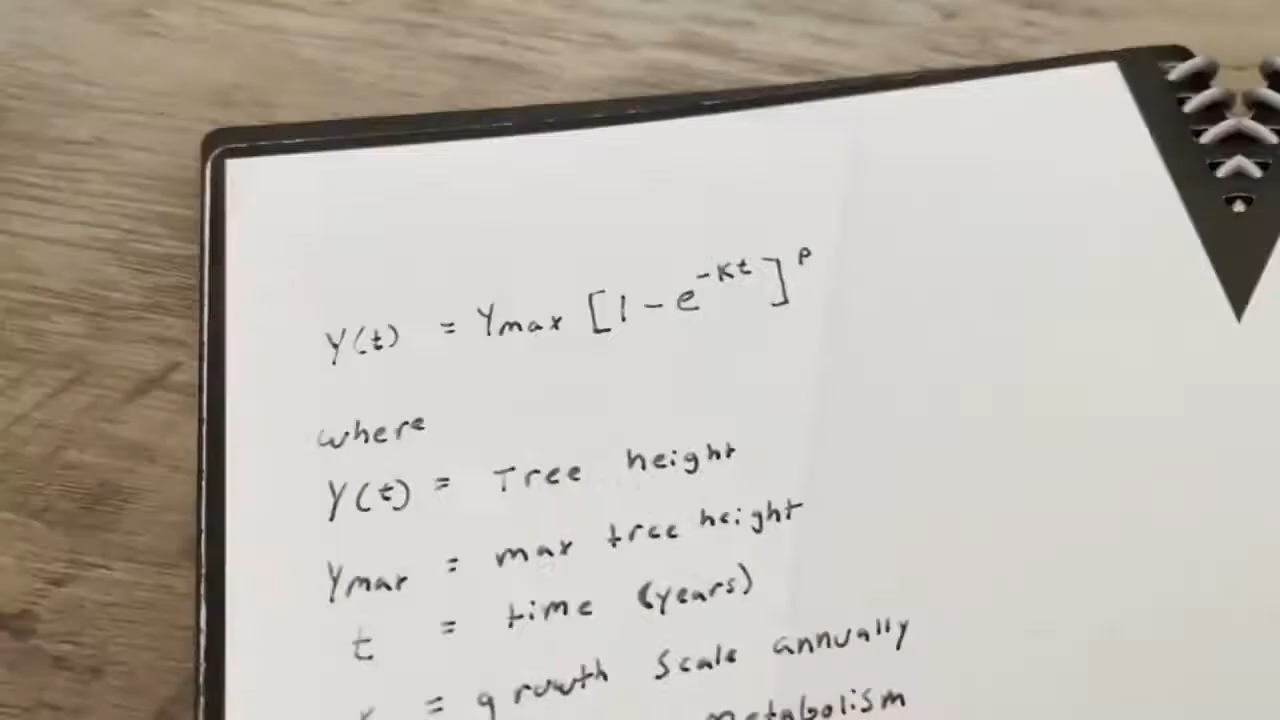 Y(t) = Ymax [1 - e^-kt]^p
where
Y(t) = Tree height
Ymax = max tree height
t = time (years)
k = growth scale annually
metabolism